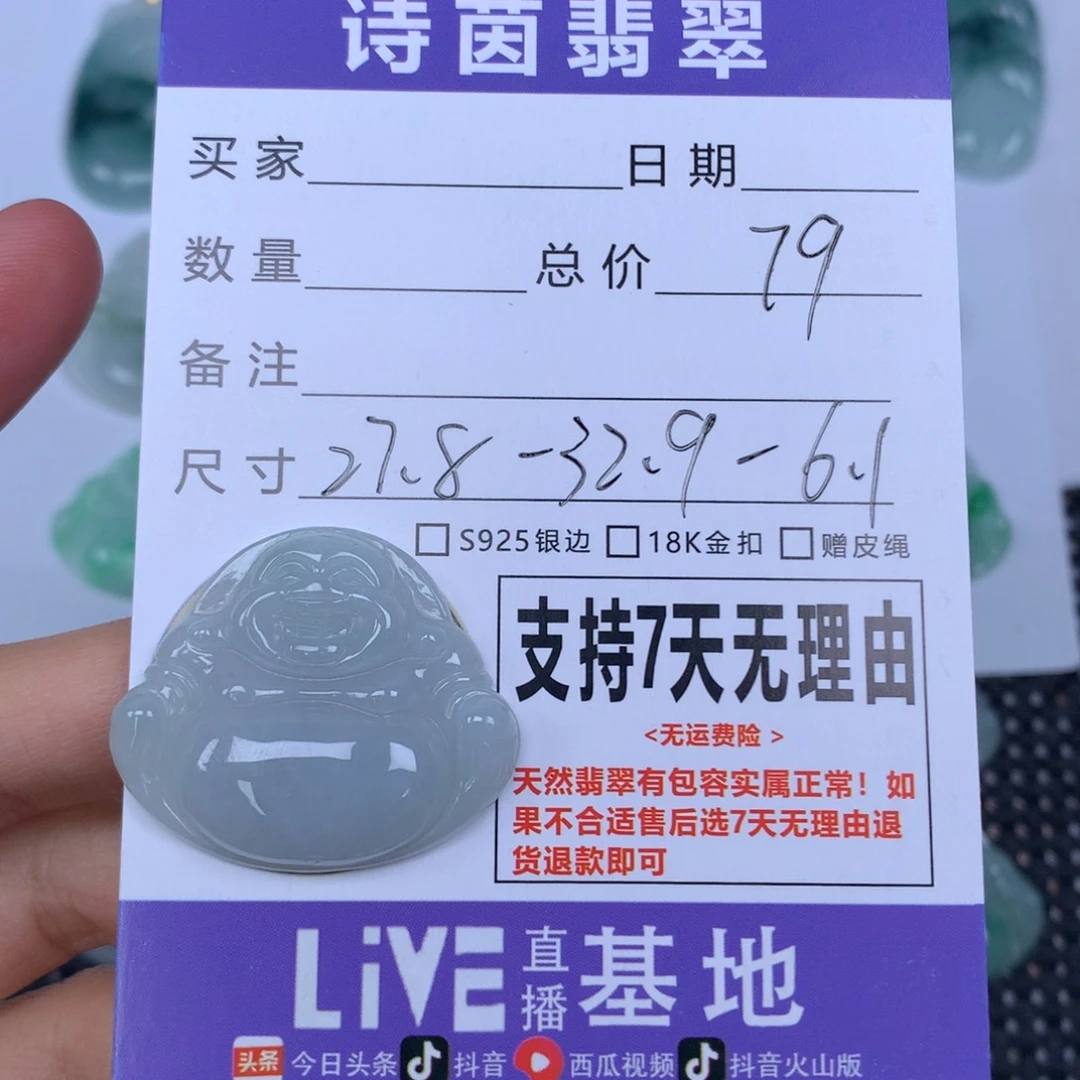 诗茵翡翠
买家 日期
数量 总价 79
备注
尺寸 27.8-32.9-6.1
□S925银边 □18K金扣 □赠皮绳
支持7天无理由
<无运费险 >
天然翡翠有包容实属正常！如
果不合适售后选7天无理由退
货退款即可
LiVE直播基地
头条 今日头条 抖音 西瓜视频 抖音火山版